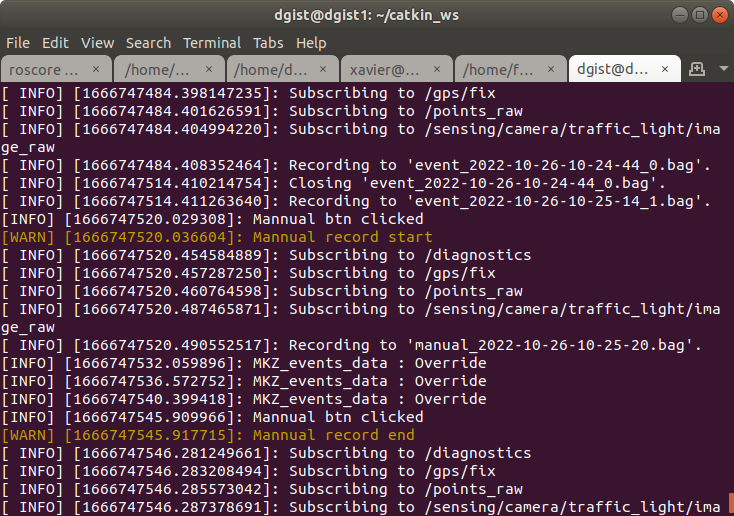 dgist@dgist1: ~/catkin_ws
File Edit View Search Terminal Tabs Help
roscore ... × /home/... × /home/d... × xavier@... × /home/f... × dgist@d... ×
[ INFO] [1666747484.398147235]: Subscribing to /gps/fix
[ INFO] [1666747484.401626591]: Subscribing to /points_raw
[ INFO] [1666747484.404994220]: Subscribing to /sensing/camera/traffic_light/ima
ge_raw
[ INFO] [1666747484.408352464]: Recording to 'event_2022-10-26-10-24-44_0.bag'.
[ INFO] [1666747514.410214754]: Closing 'event_2022-10-26-10-24-44_0.bag'.
[ INFO] [1666747514.411263640]: Recording to 'event_2022-10-26-10-25-14_1.bag'.
[INFO] [1666747520.029308]: Mannual btn clicked
[WARN] [1666747520.036604]: Mannual record start
[ INFO] [1666747520.454584889]: Subscribing to /diagnostics
[ INFO] [1666747520.457287250]: Subscribing to /gps/fix
[ INFO] [1666747520.460764598]: Subscribing to /points_raw
[ INFO] [1666747520.487465871]: Subscribing to /sensing/camera/traffic_light/ima
ge_raw
[ INFO] [1666747520.490552517]: Recording to 'manual_2022-10-26-10-25-20.bag'.
[INFO] [1666747532.059896]: MKZ_events_data : Override
[INFO] [1666747536.572752]: MKZ_events_data : Override
[INFO] [1666747540.399418]: MKZ_events_data : Override
[INFO] [1666747545.909966]: Mannual btn clicked
[WARN] [1666747545.917715]: Mannual record end
[ INFO] [1666747546.281249661]: Subscribing to /diagnostics
[ INFO] [1666747546.283208494]: Subscribing to /gps/fix
[ INFO] [1666747546.285573042]: Subscribing to /points_raw
[ INFO] [1666747546.287378691]: Subscribing to /sensing/camera/traffic_light/ima